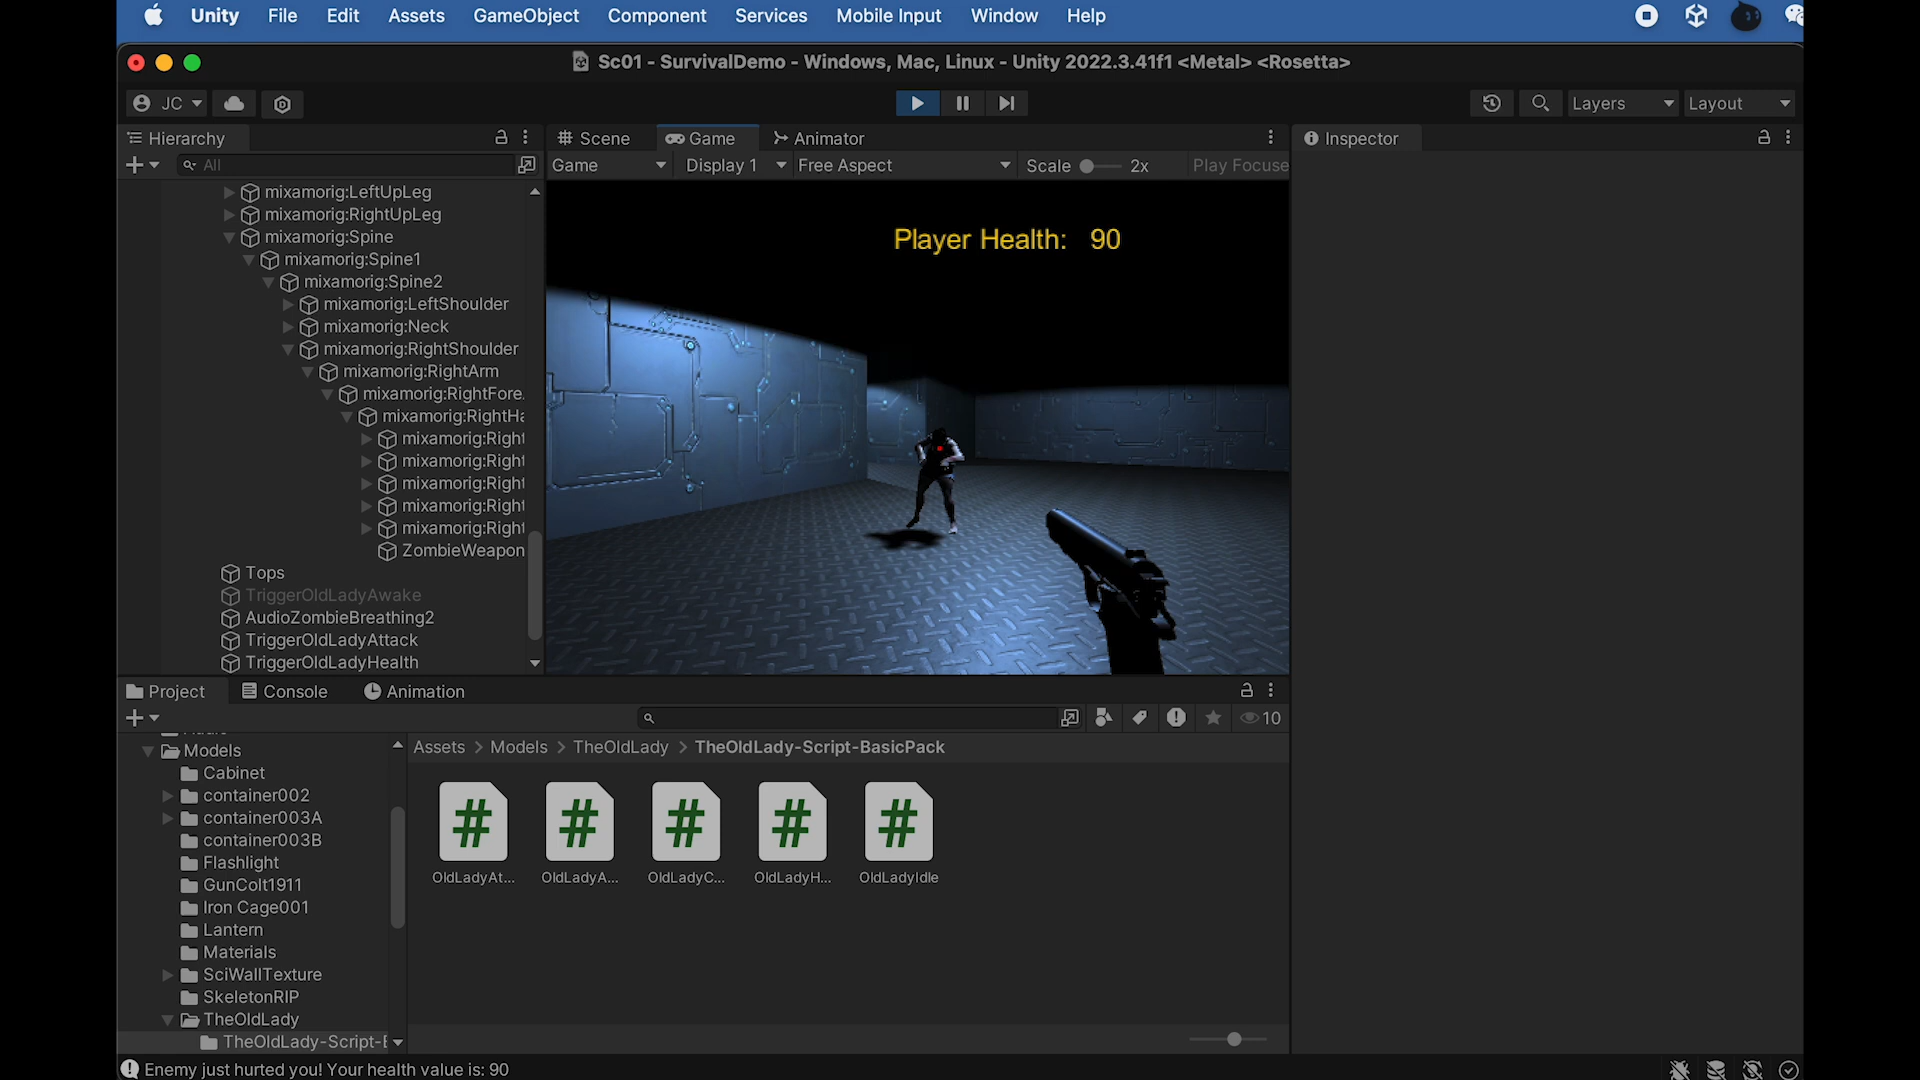 Unity File Edit Assets GameObject Component Services Mobile Input Window Help
Sc01 - SurvivalDemo - Windows, Mac, Linux - Unity 2022.3.41f1 <Metal> <Rosetta>
JC
Layers
Layout
Hierarchy
All
mixamorig:LeftUpLeg
mixamorig:RightUpLeg
mixamorig:Spine
mixamorig:Spine1
mixamorig:Spine2
mixamorig:LeftShoulder
mixamorig:Neck
mixamorig:RightShoulder
mixamorig:RightArm
mixamorig:RightFore
mixamorig:RightHa
mixamorig:Right
mixamorig:Right
mixamorig:Right
mixamorig:Right
mixamorig:Right
ZombieWeapon
Tops
TriggerOldLadyAwake
AudioZombieBreathing2
TriggerOldLadyAttack
TriggerOldLadyHealth
Scene Game Animator
Game Display 1 Free Aspect Scale 2x Play Focuse
Player Health: 90
Inspector
Project Console Animation
10
Models
Cabinet
container002
container003A
container003B
Flashlight
GunColt1911
Iron Cage001
Lantern
Materials
SciWallTexture
SkeletonRIP
TheOldLady
TheOldLady-Script-E
Assets > Models > TheOldLady > TheOldLady-Script-BasicPack
# # # # #
OldLadyAt... OldLadyA... OldLadyC... OldLadyH... OldLadyIdle
Enemy just hurted you! Your health value is: 90